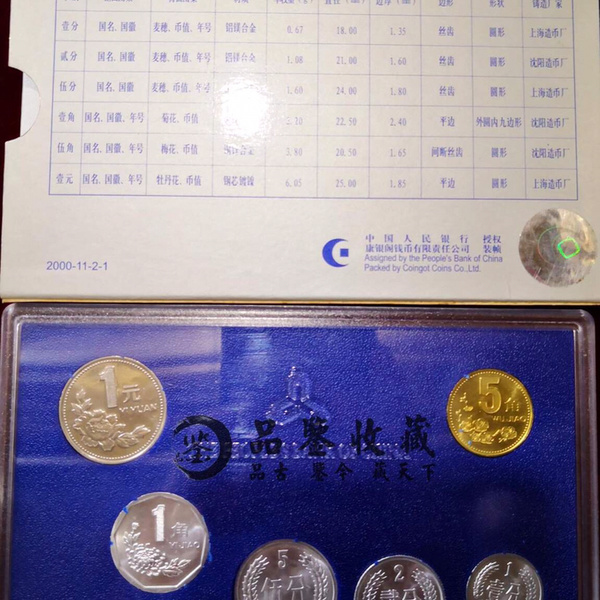 壹分 国名、国徽 麦穗、币值、年号 铝镁合金 0.67 18.00 1.35 丝齿 圆形 上海造币厂
贰分 国名、国徽 麦穗、币值、年号 铝镁合金 1.08 21.00 1.60 丝齿 圆形 沈阳造币厂
伍分 国名、国徽 麦穗、币值、年号 铝镁合金 1.60 24.00 1.80 丝齿 圆形 上海造币厂
壹角 国名、国徽、年号 菊花、币值 22.50 2.40 平边 外圆内九边形 沈阳造币厂
伍角 国名、国徽、年号 梅花、币值 3.80 20.50 1.65 间断丝齿 圆形 沈阳造币厂
壹元 国名、国徽、年号 牡丹花、币值 钢芯镀镍 6.05 25.00 1.85 平边 圆形 上海造币厂
中国人民银行 授权
康银阁钱币有限责任公司 装帧
Assigned by the People's Bank of China
Packed by Coingot Coins Co.,Ltd.
2000-11-2-1
1元
YI YUAN
5角
WU JIAO
鉴 品鉴收藏
品古 鉴今 藏天下
1角
YI JIAO
5
伍分
2
贰分
1
壹分